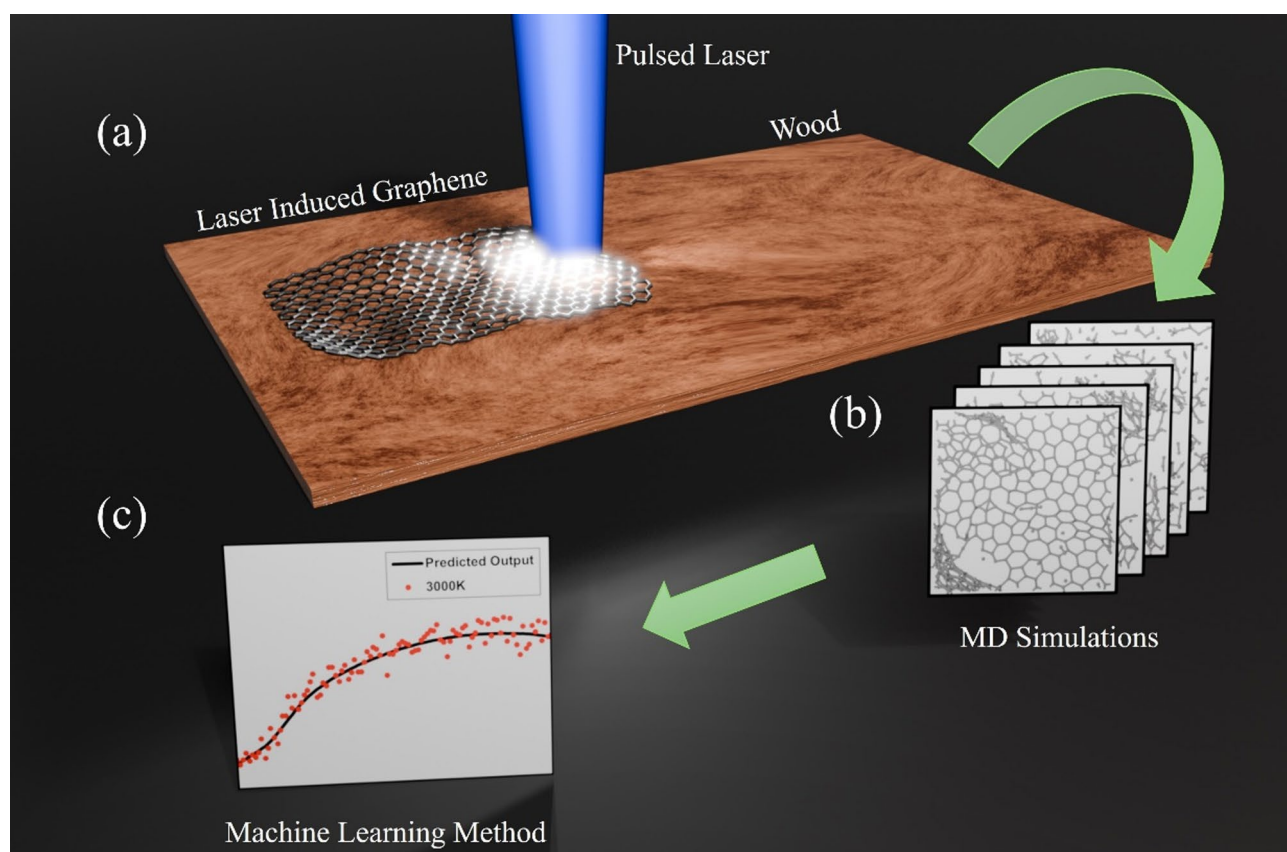 Pulsed Laser
(a)
Wood
Laser Induced Graphene
(b)
MD Simulations
(c)
Predicted Output
3000K
Machine Learning Method